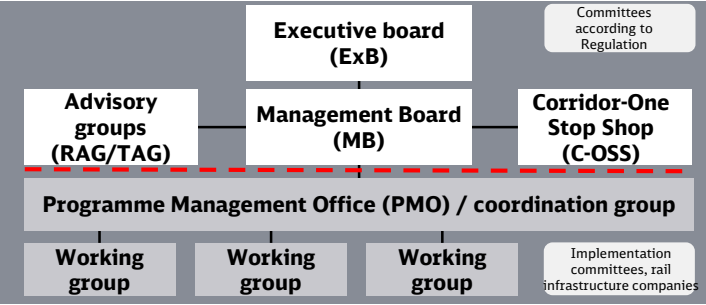 Executive board
(ExB)
Committees
according to
Regulation
Advisory
groups
(RAG/TAG)
Management Board
(MB)
Corridor-One
Stop Shop
(C-OSS)
Programme Management Office (PMO) / coordination group
Working
group
Working
group
Working
group
Implementation
committees, rail
infrastructure companies